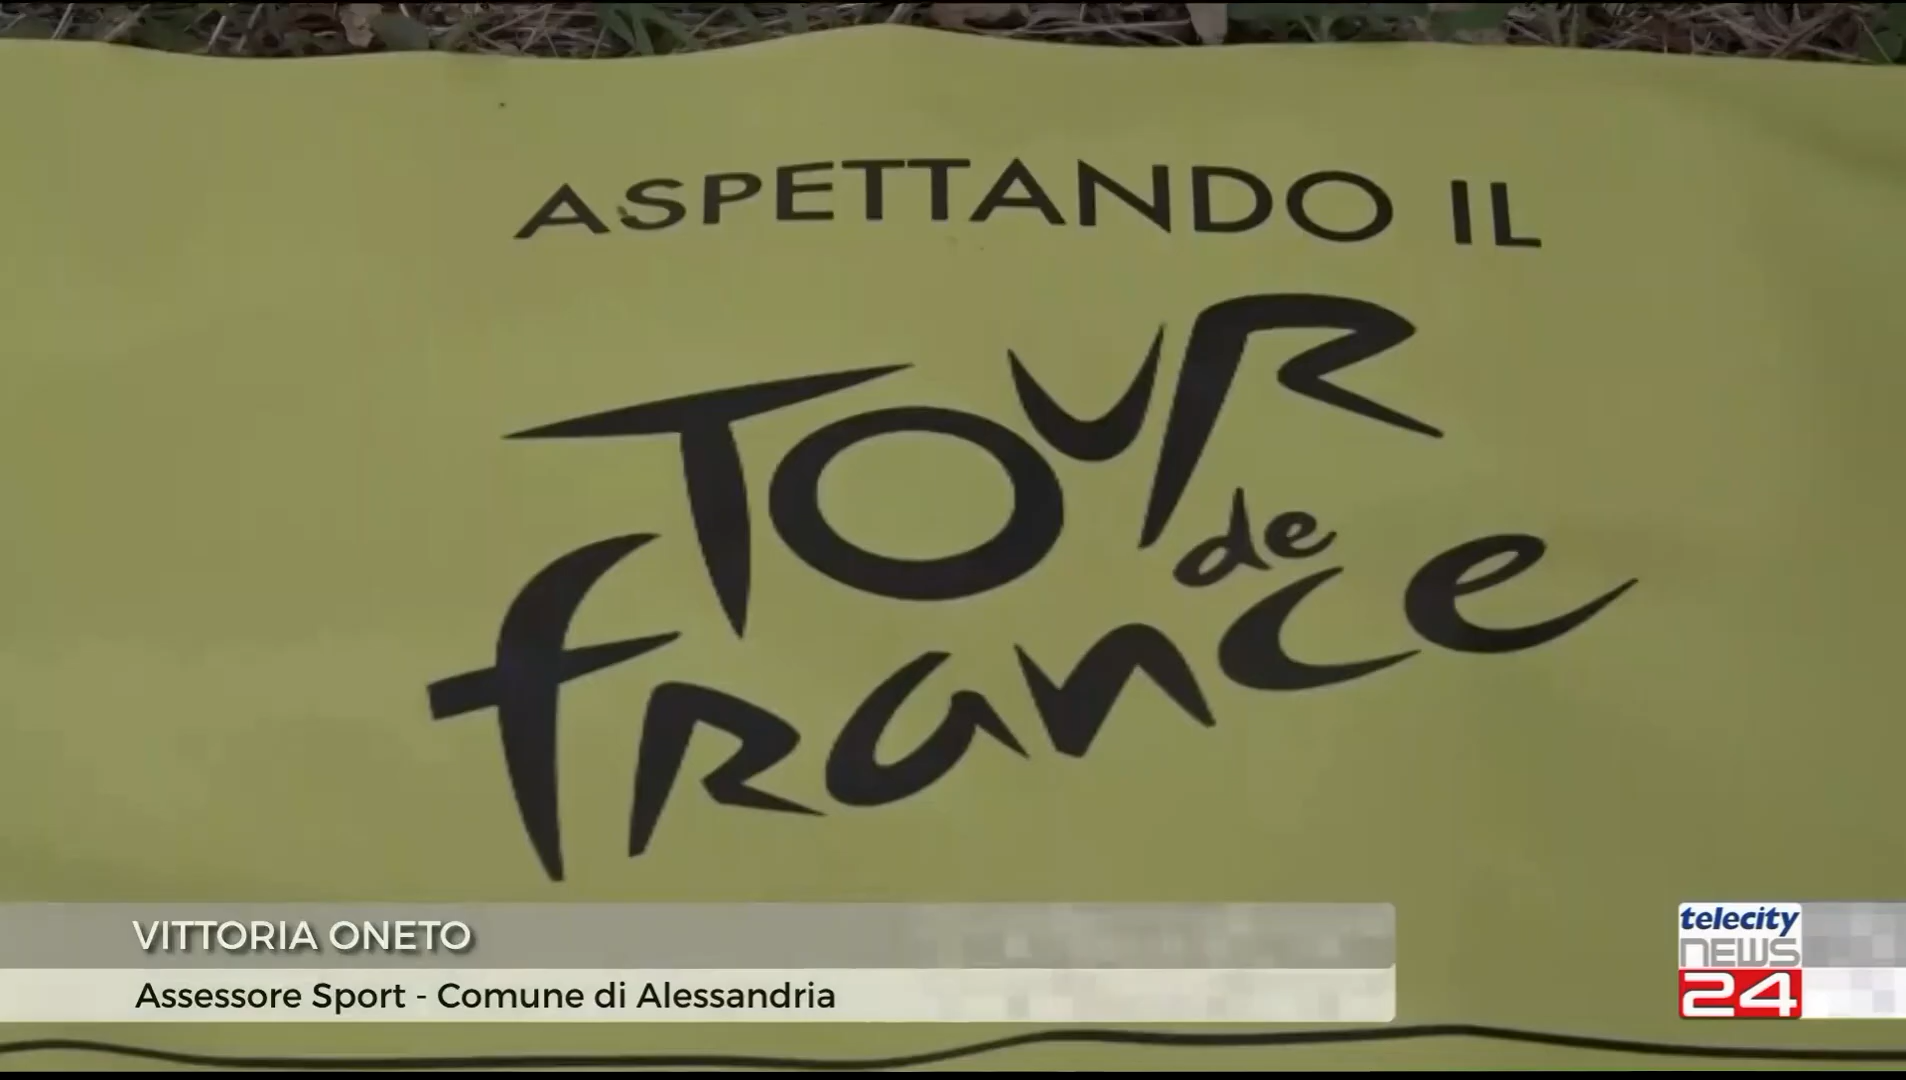 ASPETTANDO IL
TOUR
de
france
VITTORIA ONETO
Assessore Sport - Comune di Alessandria
telecity
NEWS
24